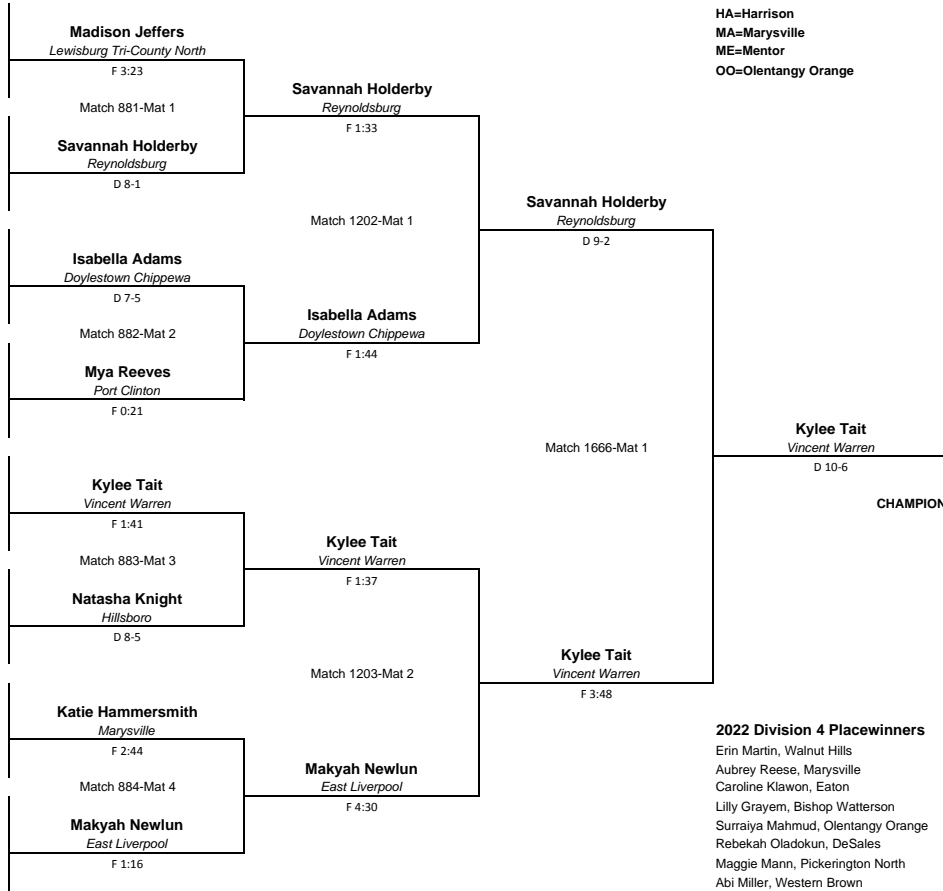 HA=Harrison
MA=Marysville
ME=Mentor
OO=Olentangy Orange
Madison Jeffers
Lewisburg Tri-County North
F 3:23
Match 881-Mat 1
Savannah Holderby
Reynoldsburg
D 8-1
Isabella Adams
Doylestown Chippewa
D 7-5
Match 882-Mat 2
Mya Reeves
Port Clinton
F 0:21
Kylee Tait
Vincent Warren
F 1:41
Match 883-Mat 3
Natasha Knight
Hillsboro
D 8-5
Katie Hammersmith
Marysville
F 2:44
Match 884-Mat 4
Makyah Newlun
East Liverpool
F 1:16
Savannah Holderby
Reynoldsburg
F 1:33
Match 1202-Mat 1
Isabella Adams
Doylestown Chippewa
F 1:44
Kylee Tait
Vincent Warren
F 1:37
Match 1203-Mat 2
Makyah Newlun
East Liverpool
F 4:30
Savannah Holderby
Reynoldsburg
D 9-2
Match 1666-Mat 1
Kylee Tait
Vincent Warren
F 3:48
Kylee Tait
Vincent Warren
D 10-6
CHAMPION
2022 Division 4 Placewinners
Erin Martin, Walnut Hills
Aubrey Reese, Marysville
Caroline Klawon, Eaton
Lilly Grayem, Bishop Watterson
Surraiya Mahmud, Olentangy Orange
Rebekah Oladokun, DeSales
Maggie Mann, Pickerington North
Abi Miller, Western Brown